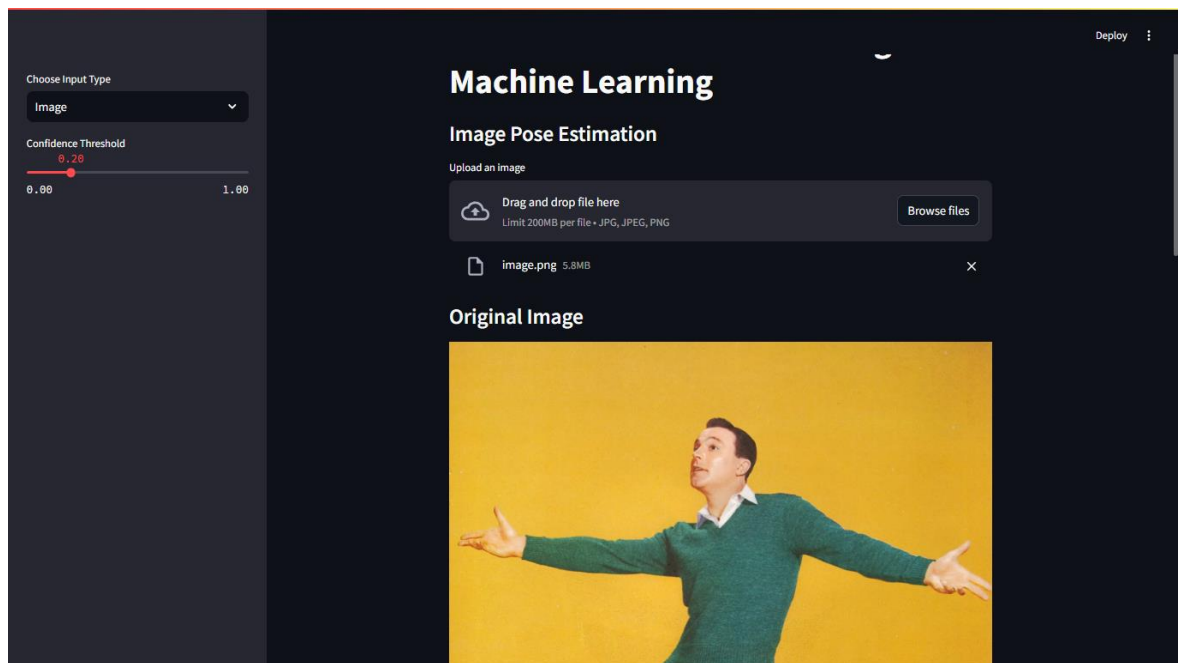 Deploy
Choose Input Type
Image
Confidence Threshold
0.20
0.00 1.00
Machine Learning
Image Pose Estimation
Upload an image
Drag and drop file here
Limit 200MB per file • JPG, JPEG, PNG
Browse files
image.png 5.8MB
Original Image